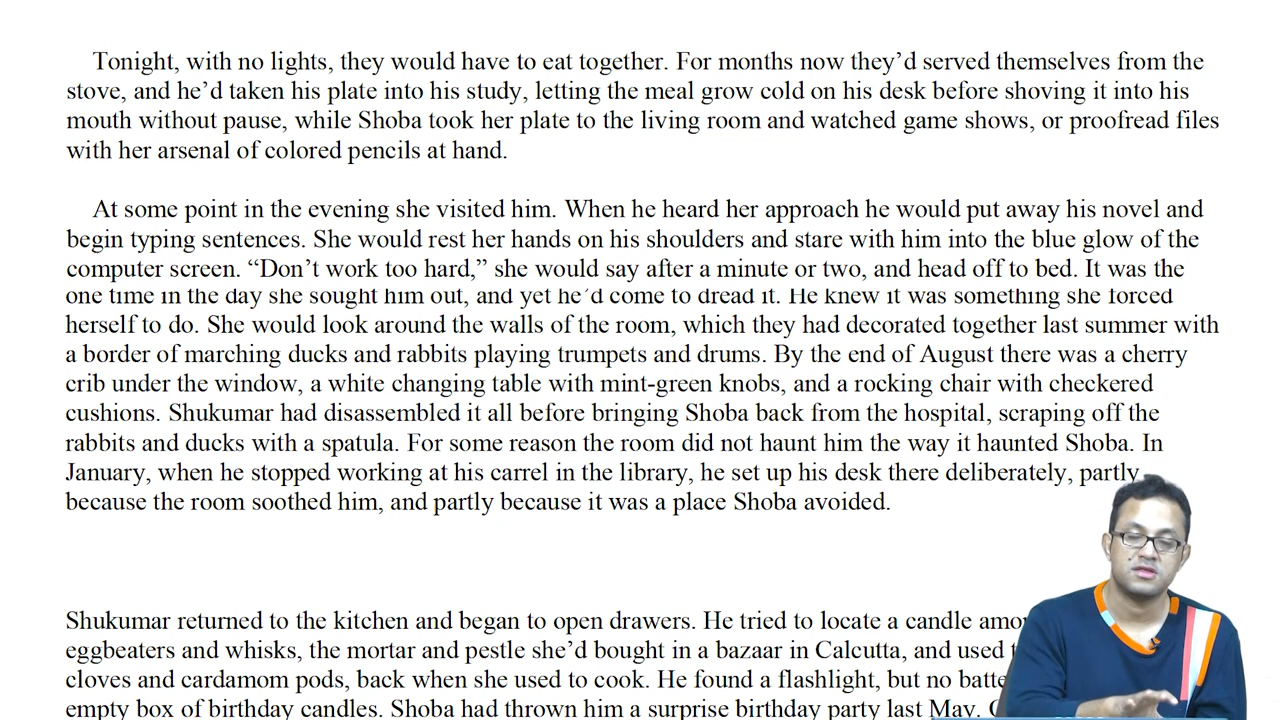 Tonight, with no lights, they would have to eat together. For months now they’d served themselves from the
stove, and he’d taken his plate into his study, letting the meal grow cold on his desk before shoving it into his
mouth without pause, while Shoba took her plate to the living room and watched game shows, or proofread files
with her arsenal of colored pencils at hand.
At some point in the evening she visited him. When he heard her approach he would put away his novel and
begin typing sentences. She would rest her hands on his shoulders and stare with him into the blue glow of the
computer screen. “Don’t work too hard,” she would say after a minute or two, and head off to bed. It was the
one time in the day she sought him out, and yet he’d come to dread it. He knew it was something she forced
herself to do. She would look around the walls of the room, which they had decorated together last summer with
a border of marching ducks and rabbits playing trumpets and drums. By the end of August there was a cherry
crib under the window, a white changing table with mint-green knobs, and a rocking chair with checkered
cushions. Shukumar had disassembled it all before bringing Shoba back from the hospital, scraping off the
rabbits and ducks with a spatula. For some reason the room did not haunt him the way it haunted Shoba. In
January, when he stopped working at his carrel in the library, he set up his desk there deliberately, partly
because the room soothed him, and partly because it was a place Shoba avoided.
Shukumar returned to the kitchen and began to open drawers. He tried to locate a candle
eggbeaters and whisks, the mortar and pestle she’d bought in a bazaar in Calcutta, and used
cloves and cardamom pods, back when she used to cook. He found a flashlight, but no
empty box of birthday candles. Shoba had thrown him a surprise birthday party last May.